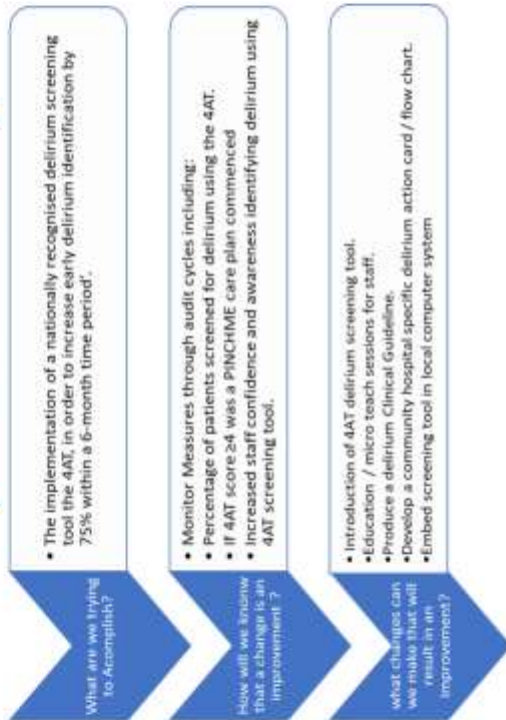 What are we trying
to Acomplish?
• The implementation of a nationally recognised delirium screening
tool the 4AT, in order to increase early delirium identification by
75% within a 6-month time period'.
How will we knonw
that a change is an
improvement ?
• Monitor Measures through audit cycles including:
• Percentage of patients screened for delirium using the 4AT.
• If 4AT score ≥4 was a PINCHME care plan commenced
• Increased staff confidence and awareness identifying delirium using
4AT screening tool.
what changes can
we make that will
result in an
improvement?
• Introduction of 4AT delirium screening tool.
•Education / micro teach sessions for staff.
•Produce a delirium Clinical Guideline.
•Develop a community hospital specific delirium action card / flow chart.
•Embed screening tool in local computer system